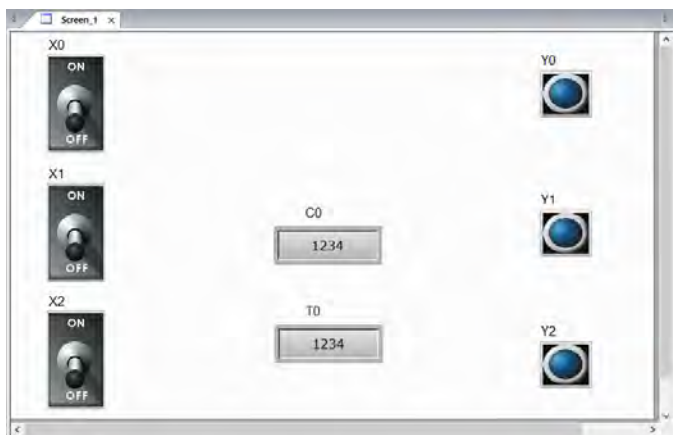 Screen_1
X0
ON
OFF
Y0
X1
ON
OFF
C0
1234
Y1
X2
ON
OFF
T0
1234
Y2